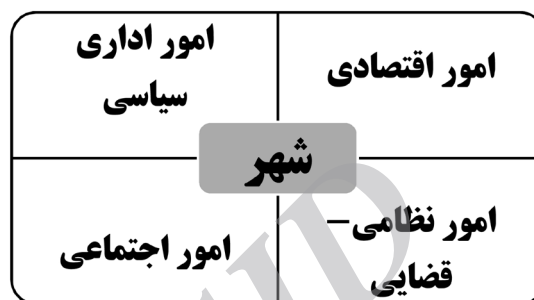 امور اقتصادی
امور اداری
سیاسی
شهر
امور نظامی–
قضایی
امور اجتماعی